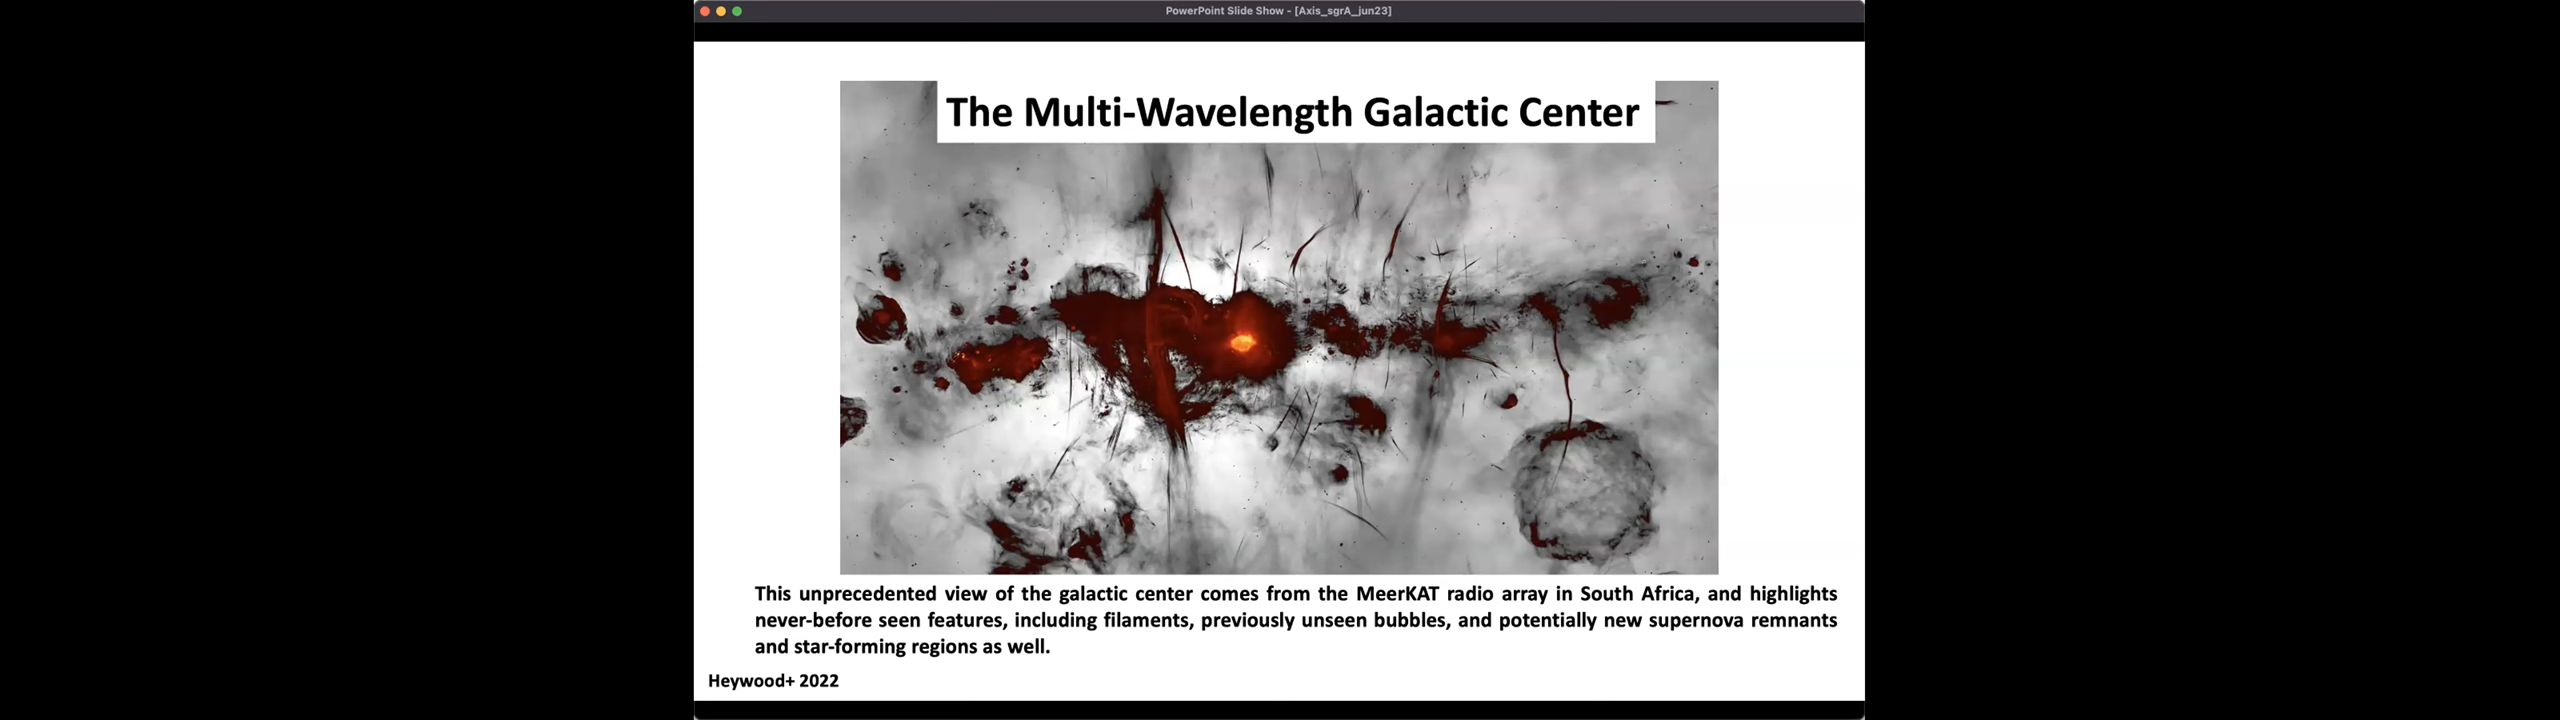 PowerPoint Slide Show - [Axis_sgrA_jun23]
The Multi-Wavelength Galactic Center
This unprecedented view of the galactic center comes from the MeerKAT radio array in South Africa, and highlights
never-before seen features, including filaments, previously unseen bubbles, and potentially new supernova remnants
and star-forming regions as well.
Heywood+ 2022